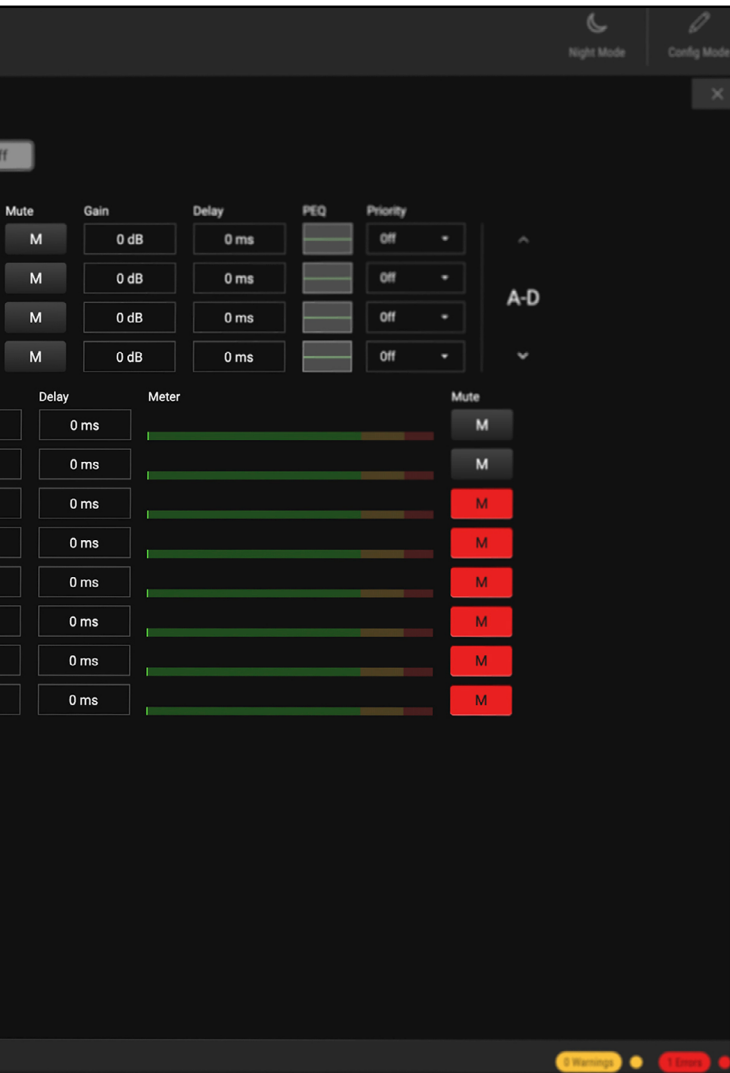 Night Mode Config Mode
ff
Mute Gain Delay PEQ Priority
M 0 dB 0 ms Off
M 0 dB 0 ms Off
A-D
M 0 dB 0 ms Off
M 0 dB 0 ms Off
Delay Meter Mute
0 ms M
0 ms M
0 ms M
0 ms M
0 ms M
0 ms M
0 ms M
0 ms M
0 Warnings 1 Errors